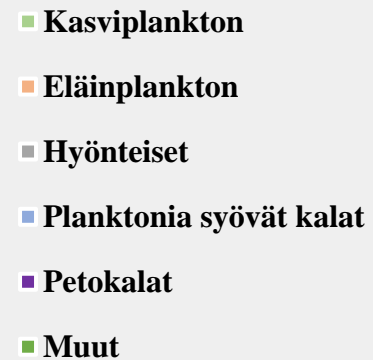 Kasviplankton
Eläinplankton
Hyönteiset
Planktonia syövät kalat
Petokalat
Muut